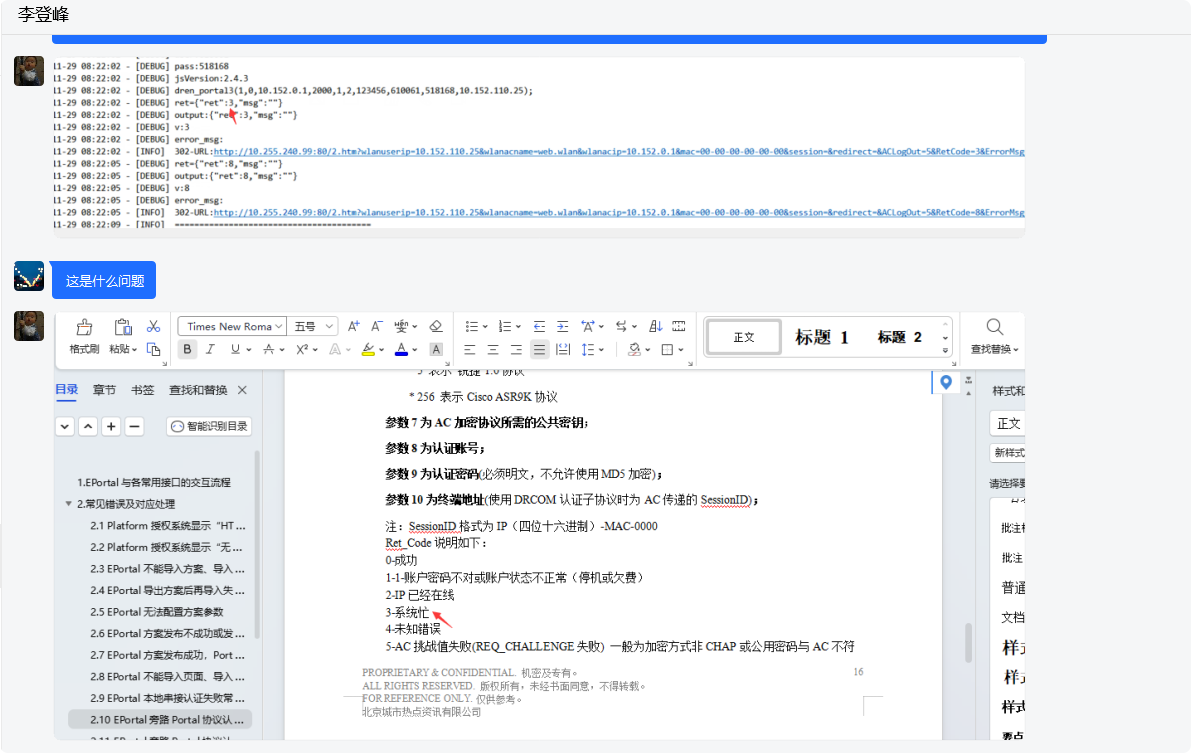 李登峰
11-29 08:22:02 - [DEBUG] pass:518168
11-29 08:22:02 - [DEBUG] jsVersion:2.4.3
11-29 08:22:02 - [DEBUG] dren_portal3(1,0,10.152.0.1,2000,1,2,123456,610061,518168,10.152.110.25);
11-29 08:22:02 - [DEBUG] ret={"ret":3,"msg":""}
11-29 08:22:02 - [DEBUG] output:{"ret":3,"msg":""}
11-29 08:22:02 - [DEBUG] v:3
11-29 08:22:02 - [DEBUG] error_msg:
11-29 08:22:02 - [INFO] 302-URL:http://10.255.240.99:80/2.htm?wlanuserip=10.152.110.25&wlanacname=web.wlan&wlanacip=10.152.0.1&mac=00-00-00-00-00-00&session=&redirect=&ACLogOut=5&RetCode=3&ErrorMsg
11-29 08:22:05 - [DEBUG] ret={"ret":8,"msg":""}
11-29 08:22:05 - [DEBUG] output:{"ret":8,"msg":""}
11-29 08:22:05 - [DEBUG] v:8
11-29 08:22:05 - [DEBUG] error_msg:
11-29 08:22:05 - [INFO] 302-URL:http://10.255.240.99:80/2.htm?wlanuserip=10.152.110.25&wlanacname=web.wlan&wlanacip=10.152.0.1&mac=00-00-00-00-00-00&session=&redirect=&ACLogOut=5&RetCode=8&ErrorMsg
11-29 08:22:09 - [INFO] ========================================
这是什么问题
Times New Roma 五号 A+ A-
正文 标题 1 标题 2
格式刷 粘贴 B I U A X² A A A 查找替换
目录 章节 书签 查找和替换
智能识别目录
1.EPortal 与各常用接口的交互流程
2.常见错误及对应处理
2.1 Platform 授权系统显示“HT ...
2.2 Platform 授权系统显示“无 ...
2.3 EPortal 不能导入方案、导入 ...
2.4 EPortal 导出方案后再导入失 ...
2.5 EPortal 无法配置方案参数
2.6 EPortal 方案发布不成功或发 ...
2.7 EPortal 方案发布成功，Port ...
2.8 EPortal 不能导入页面、导入 ...
2.9 EPortal 本地串接认证失败常 ...
2.10 EPortal 旁路 Portal 协议认 ...
2.11 EPortal 旁路 Portal 协议认 ...
5 表示 锐捷 1.0 协议
* 256 表示 Cisco ASR9K 协议
参数 7 为 AC 加密协议所需的公共密钥；
参数 8 为认证账号；
参数 9 为认证密码(必须明文，不允许使用 MD5 加密)；
参数 10 为终端地址(使用 DRCOM 认证子协议时为 AC 传递的 SessionID)；
注：SessionID 格式为 IP（四位十六进制）-MAC-0000
Ret_Code 说明如下：
0-成功
1-1-账户密码不对或账户状态不正常（停机或欠费）
2-IP 已经在线
3-系统忙
4-未知错误
5-AC 挑战值失败(REQ_CHALLENGE 失败) 一般为加密方式非 CHAP 或公用密码与 AC 不符
PROPRIETARY & CONFIDENTIAL. 机密及专有。 16
ALL RIGHTS RESERVED. 版权所有，未经书面同意，不得转载。
FOR REFERENCE ONLY. 仅供参考。
北京城市热点资讯有限公司
样式和
正文
新样式
请选择要
批注
批注
普通
文档
样式
样式
样式
要点